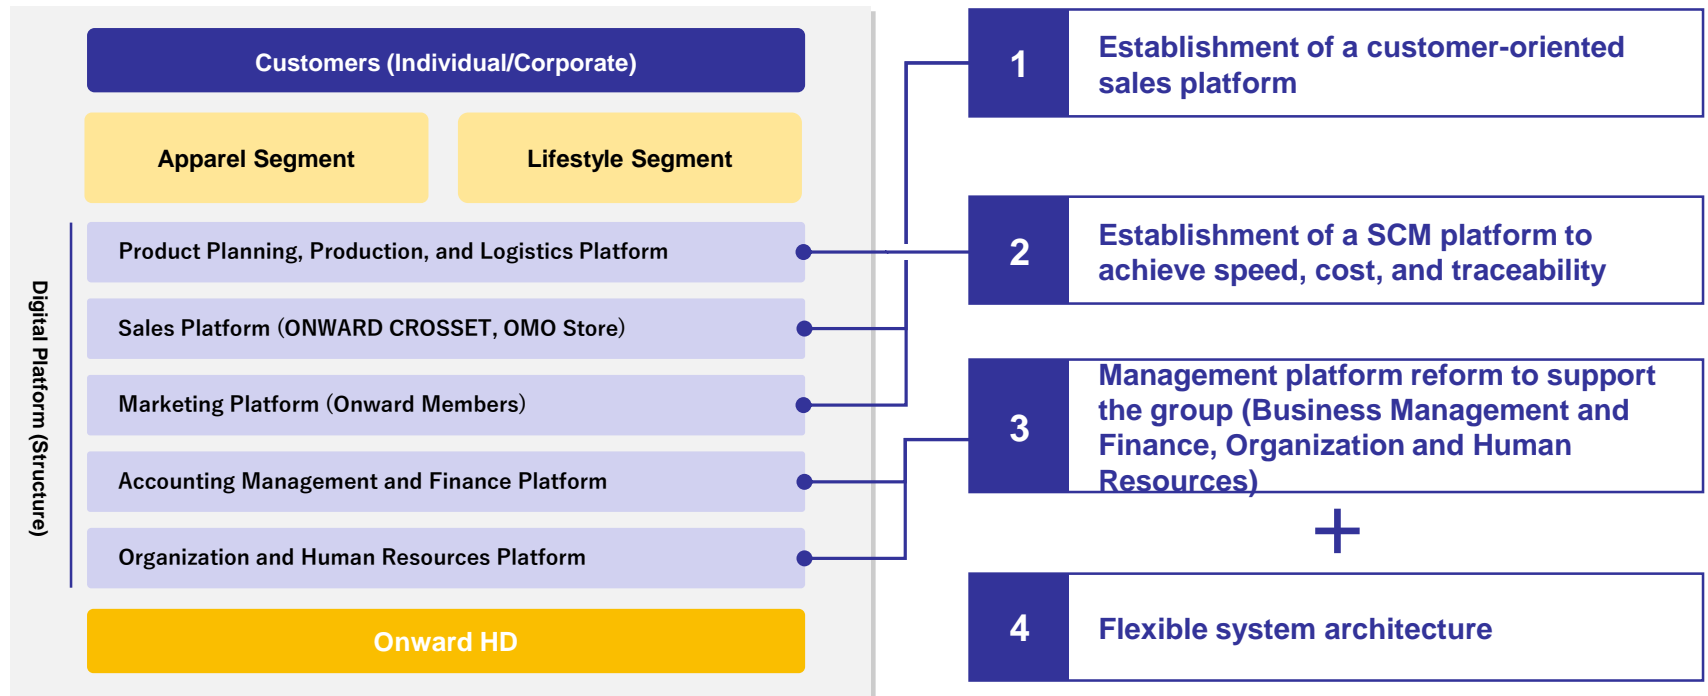 Customers (Individual/Corporate)
Apparel Segment
Lifestyle Segment
Digital Platform (Structure)
Product Planning, Production, and Logistics Platform
Sales Platform (ONWARD CROSSET, OMO Store)
Marketing Platform (Onward Members)
Accounting Management and Finance Platform
Organization and Human Resources Platform
Onward HD
1
Establishment of a customer-oriented
sales platform
2
Establishment of a SCM platform to
achieve speed, cost, and traceability
3
Management platform reform to support
the group (Business Management and
Finance, Organization and Human
Resources)
+
4
Flexible system architecture